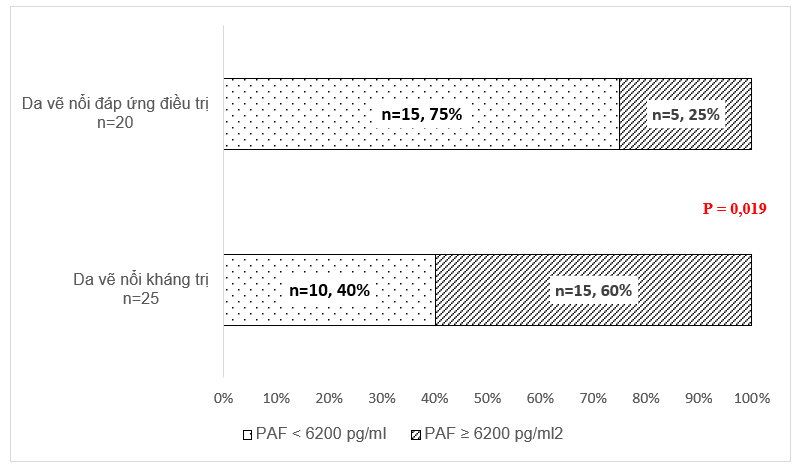 Da vẽ nổi đáp ứng điều trị
n=20
n=15, 75%
n=5, 25%
P = 0,019
Da vẽ nổi kháng trị
n=25
n=10, 40%
n=15, 60%
0% 10% 20% 30% 40% 50% 60% 70% 80% 90% 100%
PAF < 6200 pg/ml PAF ≥ 6200 pg/ml2